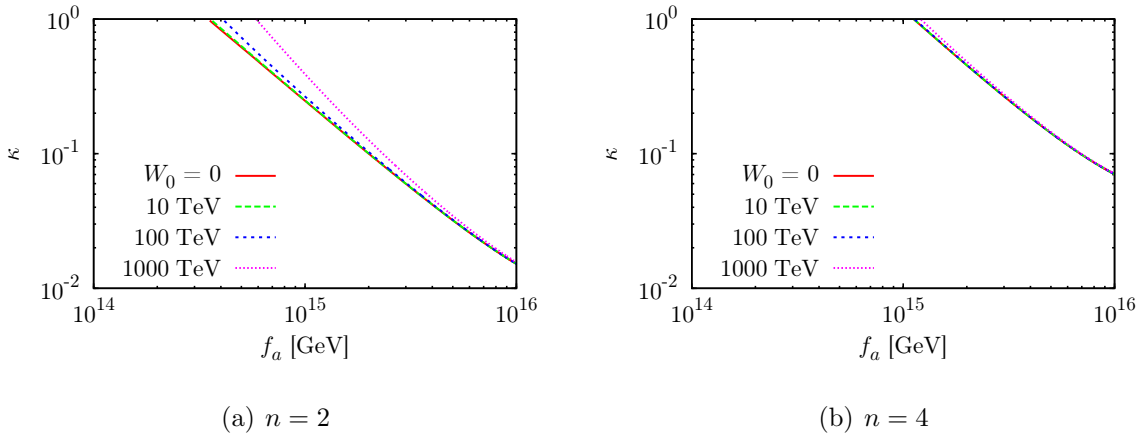 10^0
κ
10^{-1}
W_0 = 0
10 TeV
100 TeV
1000 TeV
10^{-2}
10^{14}
10^{15}
10^{16}
f_a [GeV]
(a) n = 2
10^0
κ
10^{-1}
W_0 = 0
10 TeV
100 TeV
1000 TeV
10^{-2}
10^{14}
10^{15}
10^{16}
f_a [GeV]
(b) n = 4